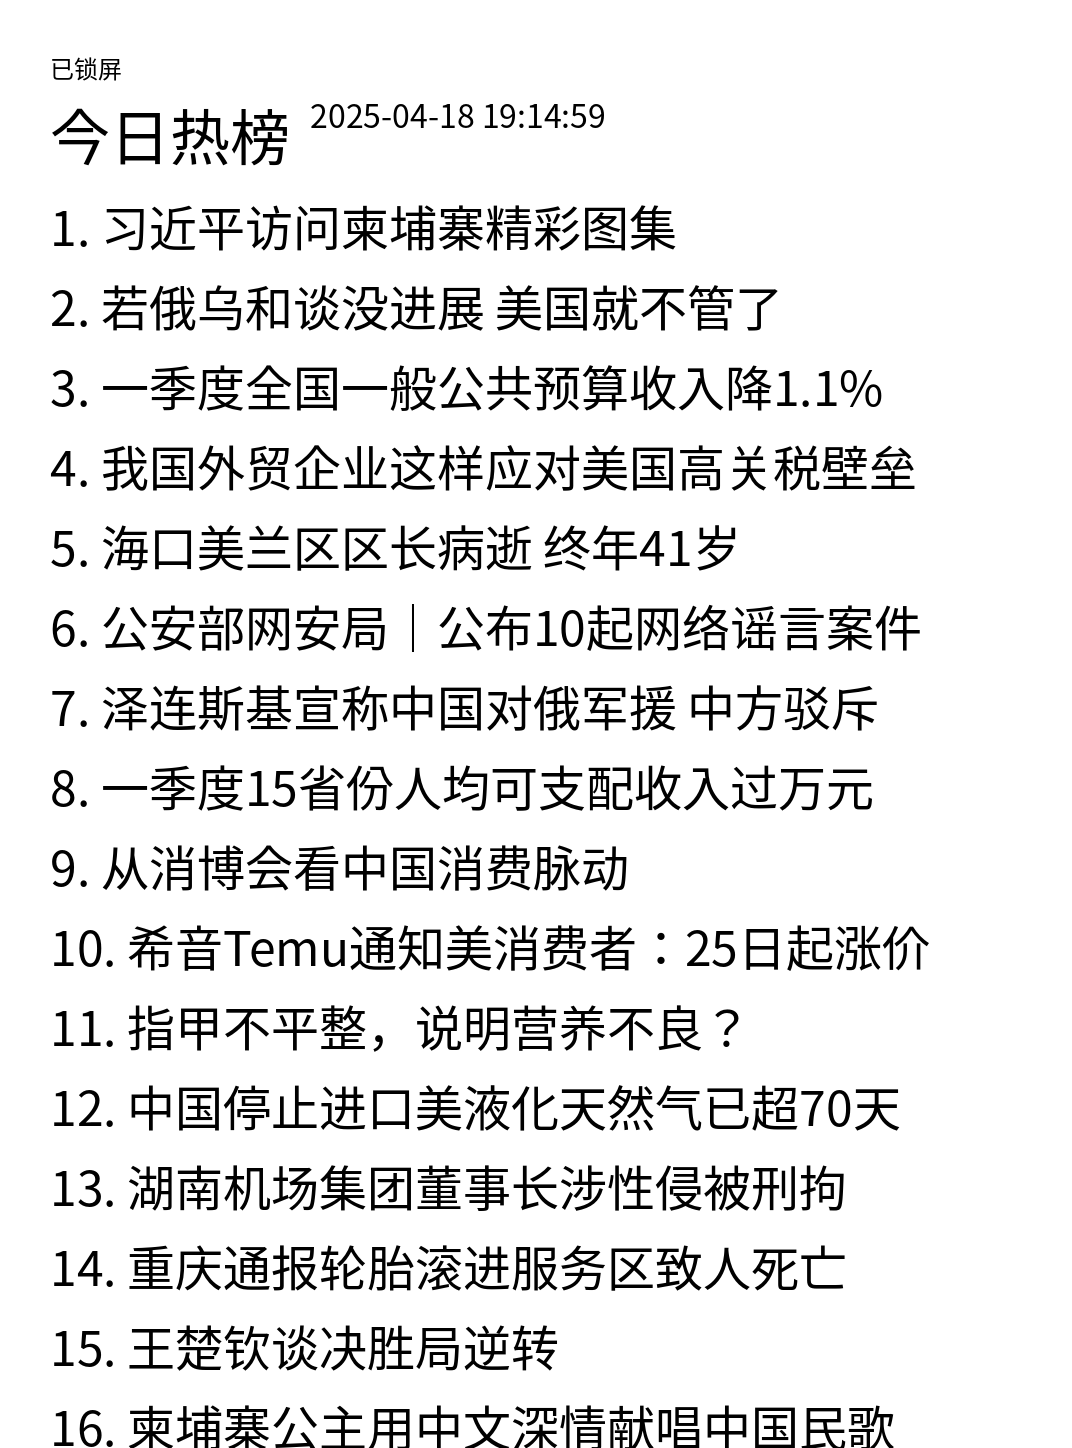 已锁屏
今日热榜 2025-04-18 19:14:59
1. 习近平访问柬埔寨精彩图集
2. 若俄乌和谈没进展 美国就不管了
3. 一季度全国一般公共预算收入降1.1%
4. 我国外贸企业这样应对美国高关税壁垒
5. 海口美兰区区长病逝 终年41岁
6. 公安部网安局｜公布10起网络谣言案件
7. 泽连斯基宣称中国对俄军援 中方驳斥
8. 一季度15省份人均可支配收入过万元
9. 从消博会看中国消费脉动
10. 希音Temu通知美消费者：25日起涨价
11. 指甲不平整，说明营养不良？
12. 中国停止进口美液化天然气已超70天
13. 湖南机场集团董事长涉性侵被刑拘
14. 重庆通报轮胎滚进服务区致人死亡
15. 王楚钦谈决胜局逆转
16. 柬埔寨公主用中文深情献唱中国民歌